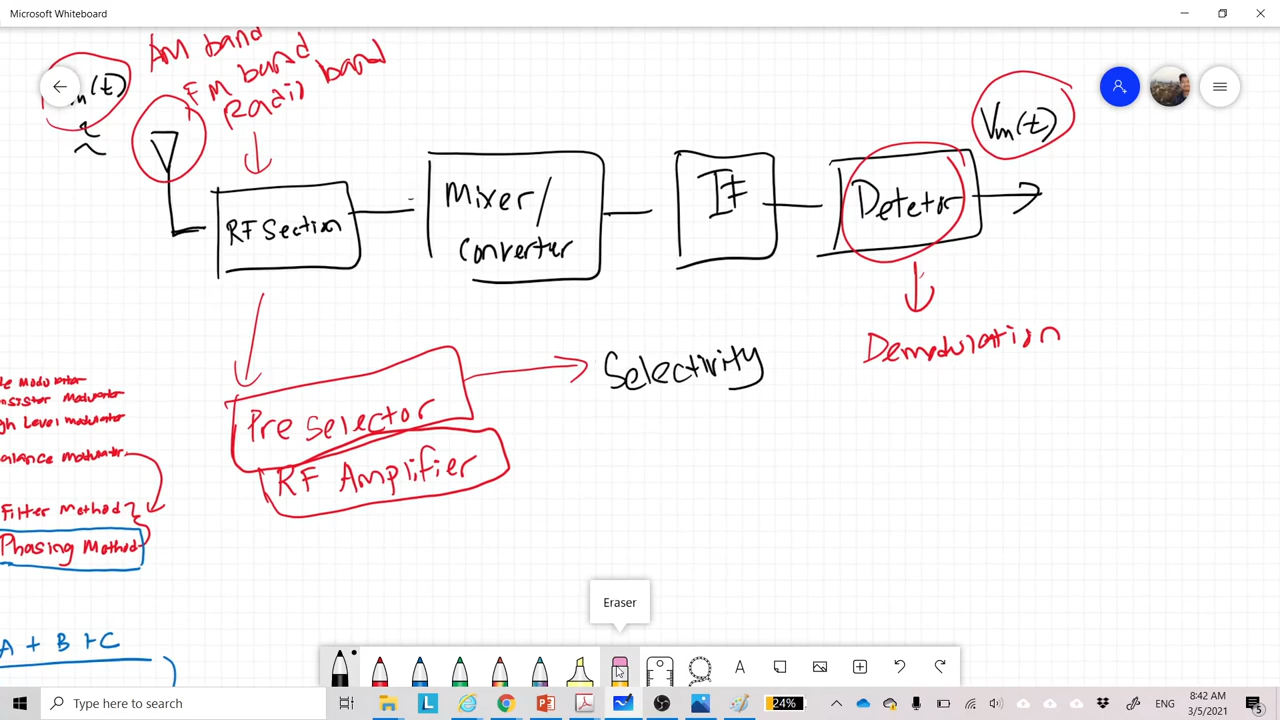 Microsoft Whiteboard
AM band
FM band
Radio band
m(t)
Vm(t)
RF Section
Mixer/
Converter
IF
Detetor
Demodulation
Selectivity
Pre selector
RF Amplifier
High Level modulator
Balance modulator
Filter Method
Phasing Method
A + B + C
Eraser
A
Type here to search
L
24%
ENG
8:42 AM
3/5/2021
5